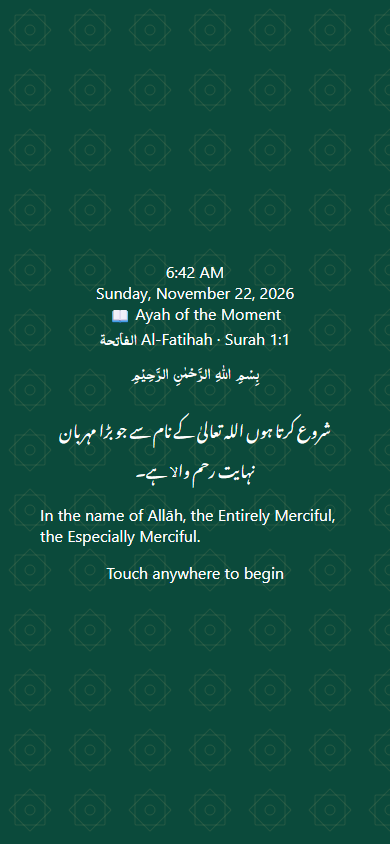 6:42 AM
Sunday, November 22, 2026
📖 Ayah of the Moment
الفاتحة Al-Fatihah · Surah 1:1
بِسْمِ اللّٰهِ الرَّحْمٰنِ الرَّحِيْمِ
شروع کرتا ہوں اللہ تعالیٰ کے نام سے جو بڑا مہربان
نہایت رحم والا ہے۔
In the name of Allāh, the Entirely Merciful,
the Especially Merciful.
Touch anywhere to begin